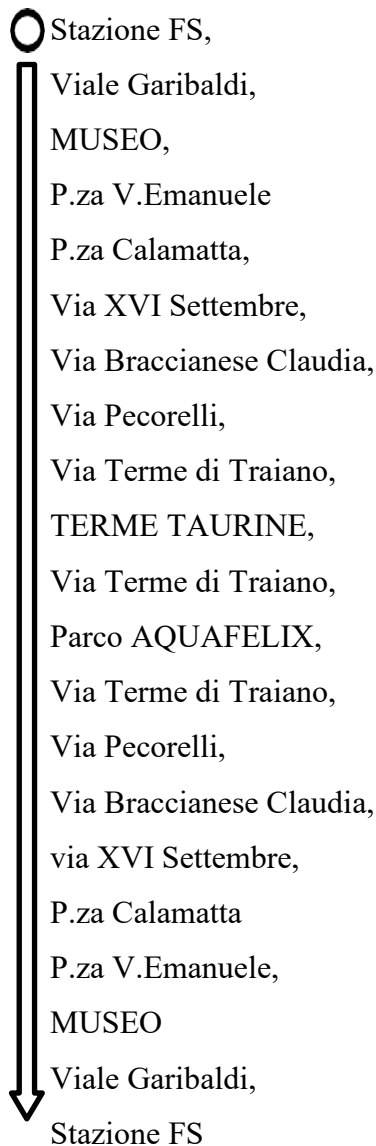 Stazione FS,
Viale Garibaldi,
MUSEO,
P.za V.Emanuele
P.za Calamatta,
Via XVI Settembre,
Via Braccianese Claudia,
Via Pecorelli,
Via Terme di Traiano,
TERME TAURINE,
Via Terme di Traiano,
Parco AQUAFELIX,
Via Terme di Traiano,
Via Pecorelli,
Via Braccianese Claudia,
via XVI Settembre,
P.za Calamatta
P.za V.Emanuele,
MUSEO
Viale Garibaldi,
Stazione FS